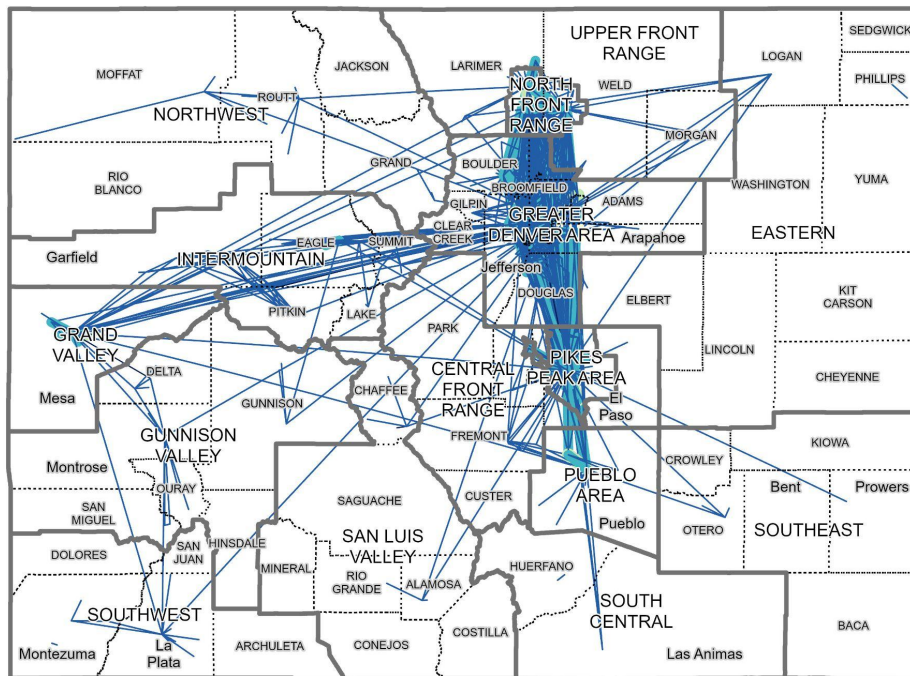 UPPER FRONT
RANGE
SEDGWICK
LOGAN
MOFFAT
JACKSON
LARIMER
PHILLIPS
NORTH
FRONT
RANGE
WELD
ROUTT
NORTHWEST
MORGAN
GRAND
BOULDER
RIO
BLANCO
BROOMFIELD
WASHINGTON
YUMA
GILPIN
ADAMS
GREATER
DENVER AREA
CLEAR
CREEK
Arapahoe
EASTERN
EAGLE
SUMMIT
Garfield
INTERMOUNTAIN
Jefferson
DOUGLAS
ELBERT
KIT
CARSON
PITKIN
LAKE
PARK
GRAND
VALLEY
LINCOLN
PIKES
PEAK AREA
DELTA
CENTRAL
FRONT
RANGE
CHEYENNE
CHAFFEE
Mesa
GUNNISON
El
Paso
GUNNISON
VALLEY
FREMONT
KIOWA
CROWLEY
Montrose
PUEBLO
AREA
OURAY
Bent
Prowers
SAGUACHE
CUSTER
SAN
MIGUEL
Pueblo
OTERO
SOUTHEAST
SAN LUIS
VALLEY
HINSDALE
SAN
JUAN
DOLORES
MINERAL
HUERFANO
RIO
GRANDE
ALAMOSA
SOUTHWEST
SOUTH
CENTRAL
La
Plata
Montezuma
ARCHULETA
CONEJOS
COSTILLA
Las Animas
BACA